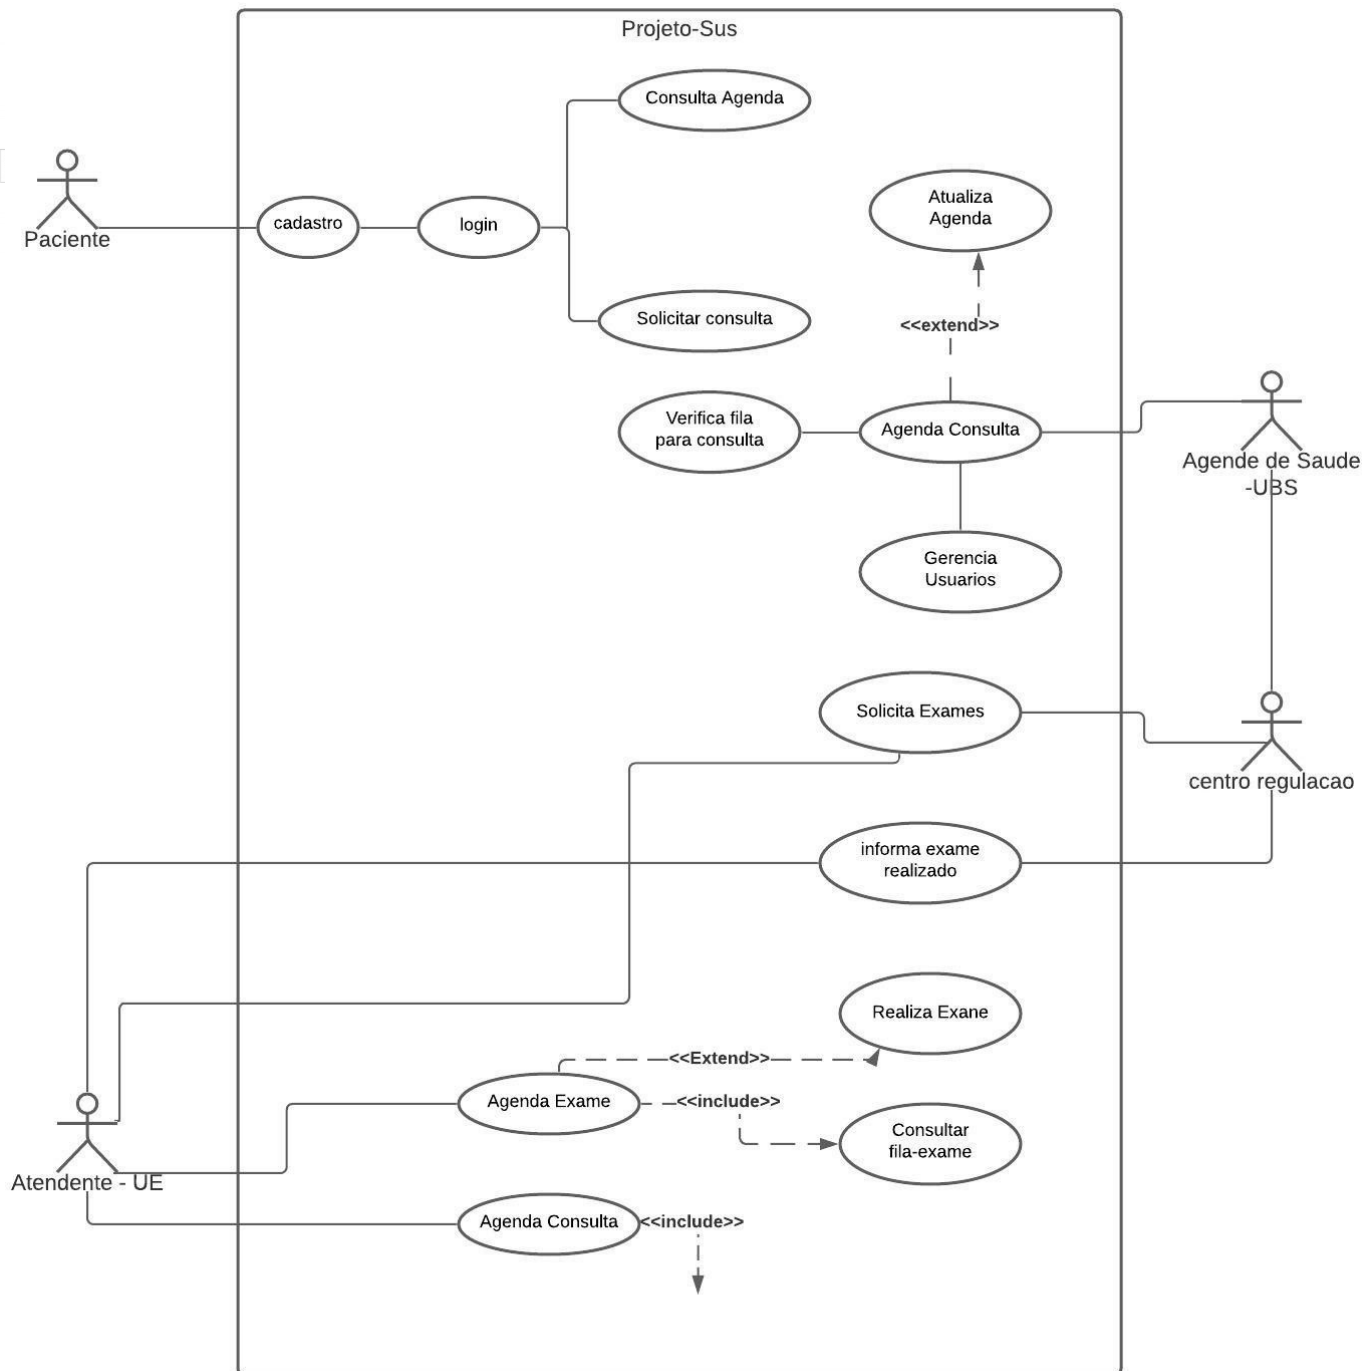 Projeto-Sus
Consulta Agenda
Atualiza
Agenda
Paciente
cadastro
login
Solicitar consulta
<<extend>>
Verifica fila
para consulta
Agenda Consulta
Agende de Saude
-UBS
Gerencia
Usuarios
Solicita Exames
centro regulacao
informa exame
realizado
Realiza Exane
<<Extend>>
Agenda Exame
<<include>>
Consultar
fila-exame
Atendente - UE
Agenda Consulta
<<include>>